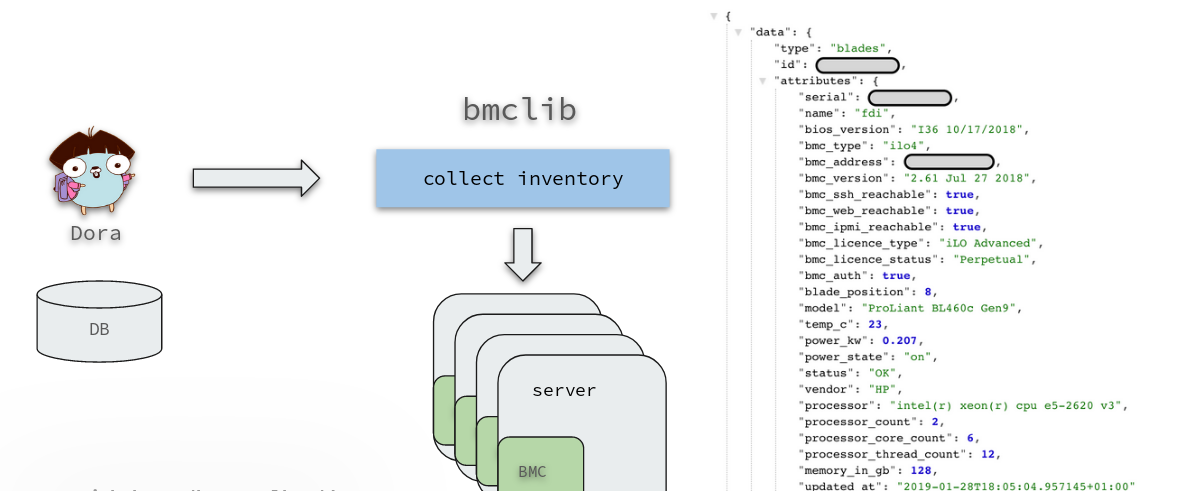 bmclib
collect inventory
Dora
DB
server
BMC
{
"data": {
"type": "blades",
"id": ,
"attributes": {
"serial": ,
"name": "fdi",
"bios_version": "I36 10/17/2018",
"bmc_type": "ilo4",
"bmc_address": ,
"bmc_version": "2.61 Jul 27 2018",
"bmc_ssh_reachable": true,
"bmc_web_reachable": true,
"bmc_ipmi_reachable": true,
"bmc_licence_type": "iLO Advanced",
"bmc_licence_status": "Perpetual",
"bmc_auth": true,
"blade_position": 8,
"model": "ProLiant BL460c Gen9",
"temp_c": 23,
"power_kw": 0.207,
"power_state": "on",
"status": "OK",
"vendor": "HP",
"processor": "intel(r) xeon(r) cpu e5-2620 v3",
"processor_count": 2,
"processor_core_count": 6,
"processor_thread_count": 12,
"memory_in_gb": 128,
"updated_at": "2019-01-28T18:05:04.957145+01:00"